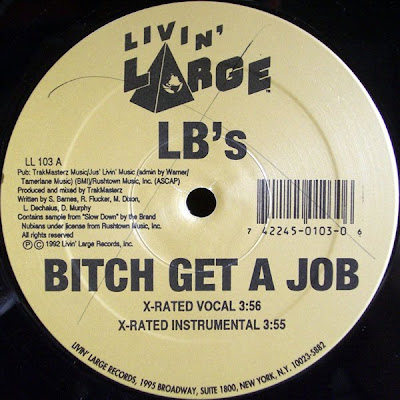 LIVIN'
LARGE
LB's
LL 103 A
Pub: TrakMasterz Music/Jus' Livin' Music (admin by Warner/
Tamerlane Music) (BMI)/Rushtown Music, Inc. (ASCAP)
Produced and mixed by TrakMasterz
Written by S. Barnes, R. Flucker, M. Dixon,
L. Dechalus, D. Murphy
Contains sample from "Slow Down" by the Brand
Nubians under license from Rushtown Music, Inc.
All rights reserved
Ⓟ © 1992 Livin' Large Records, Inc.
7 42245-0103-0 6
BITCH GET A JOB
X-RATED VOCAL 3:56
X-RATED INSTRUMENTAL 3:55
LIVIN' LARGE RECORDS, 1995 BROADWAY, SUITE 1800, NEW YORK, N.Y. 10023-5882